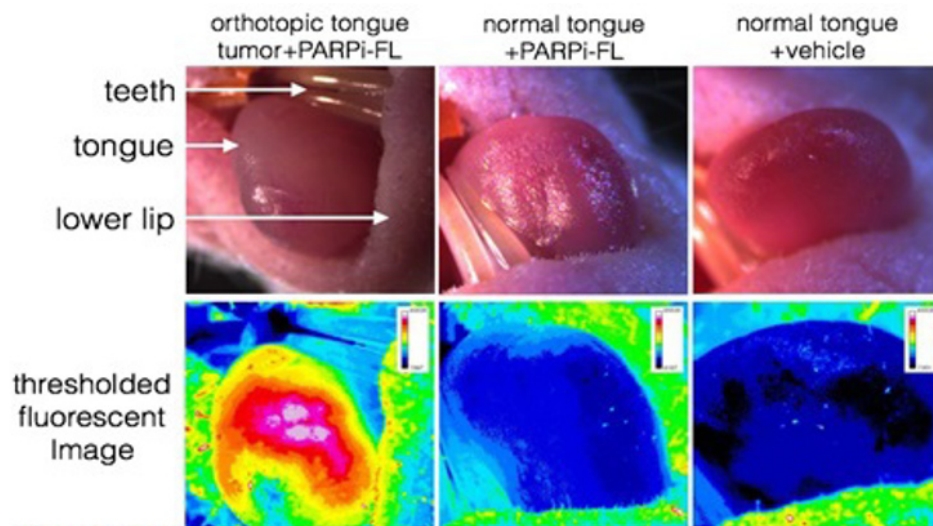 orthotopic tongue
tumor+PARPi-FL
normal tongue
+PARPi-FL
normal tongue
+vehicle
teeth
tongue
lower lip
thresholded
fluorescent
Image